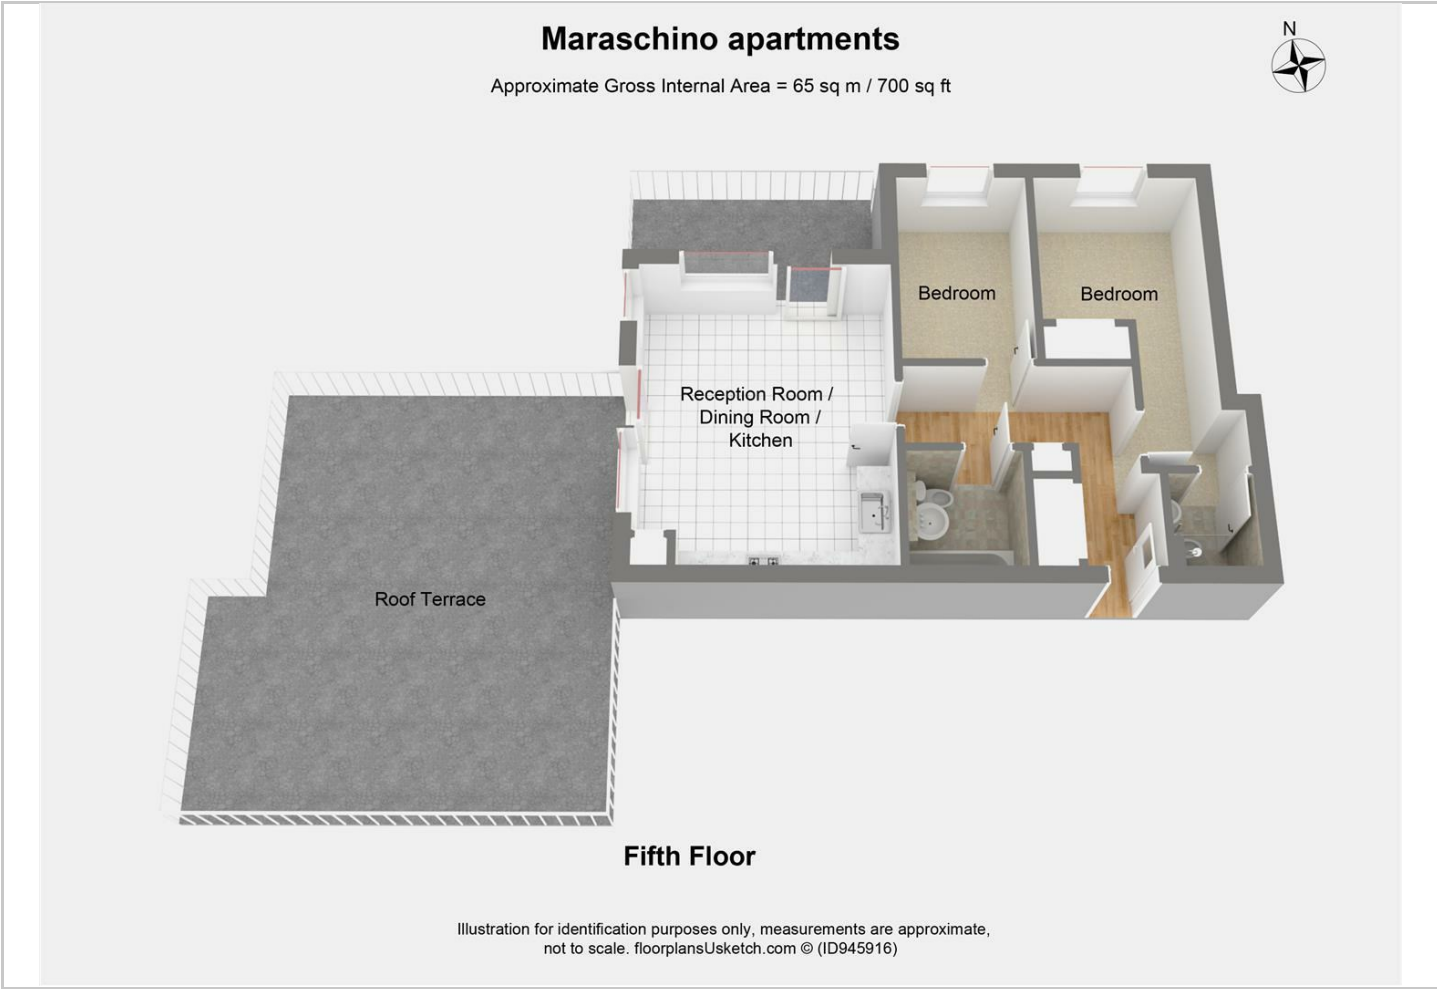 Maraschino apartments
N
Approximate Gross Internal Area = 65 sq m / 700 sq ft
Bedroom
Bedroom
Reception Room /
Dining Room /
Kitchen
Roof Terrace
Fifth Floor
Illustration for identification purposes only, measurements are approximate,
not to scale. floorplansUsketch.com © (ID945916)